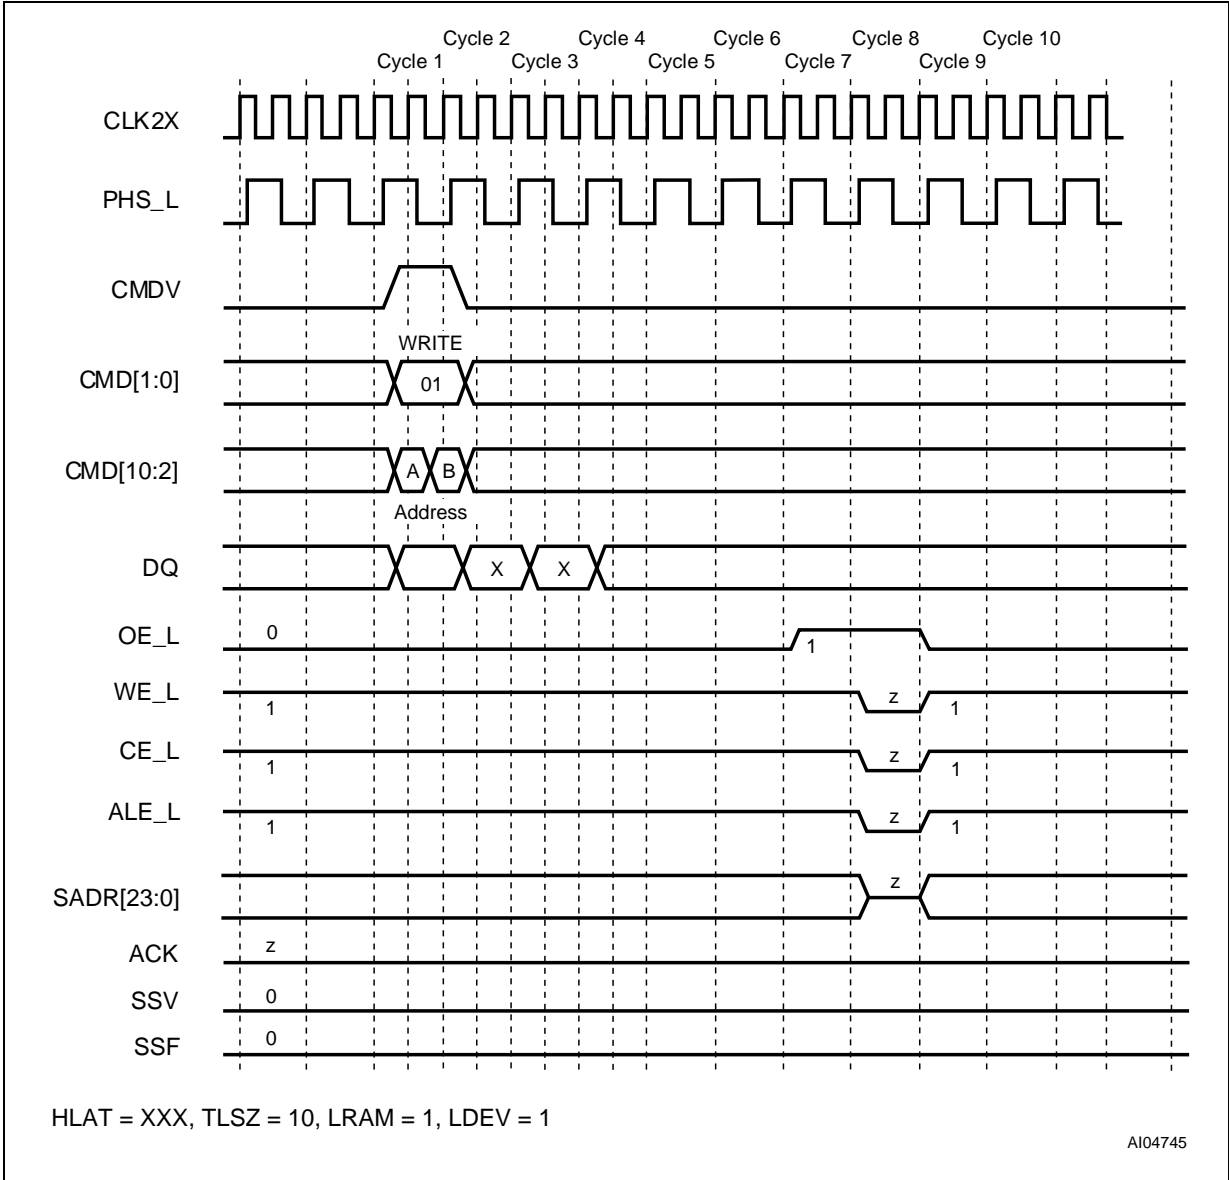 Cycle 2 Cycle 4 Cycle 6 Cycle 8 Cycle 10
Cycle 1 Cycle 3 Cycle 5 Cycle 7 Cycle 9
CLK2X
PHS_L
CMDV
WRITE
CMD[1:0] 01
CMD[10:2] A B
Address
DQ X X
OE_L 0 1
WE_L 1 z 1
CE_L 1 z 1
ALE_L 1 z 1
SADR[23:0] z
ACK z
SSV 0
SSF 0
HLAT = XXX, TLSZ = 10, LRAM = 1, LDEV = 1
AI04745